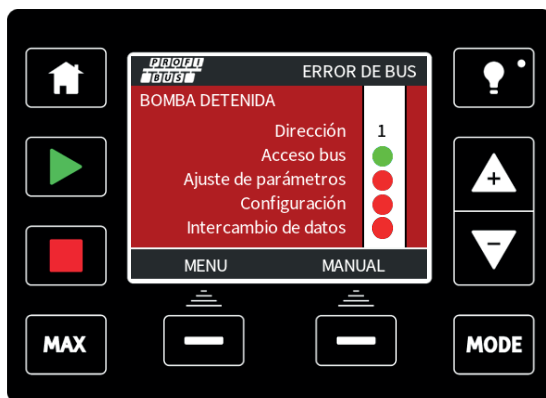 PROFI
BUS
ERROR DE BUS
BOMBA DETENIDA
Dirección 1
Acceso bus
Ajuste de parámetros
Configuración
Intercambio de datos
MENU MANUAL
+
−
MAX
MODE